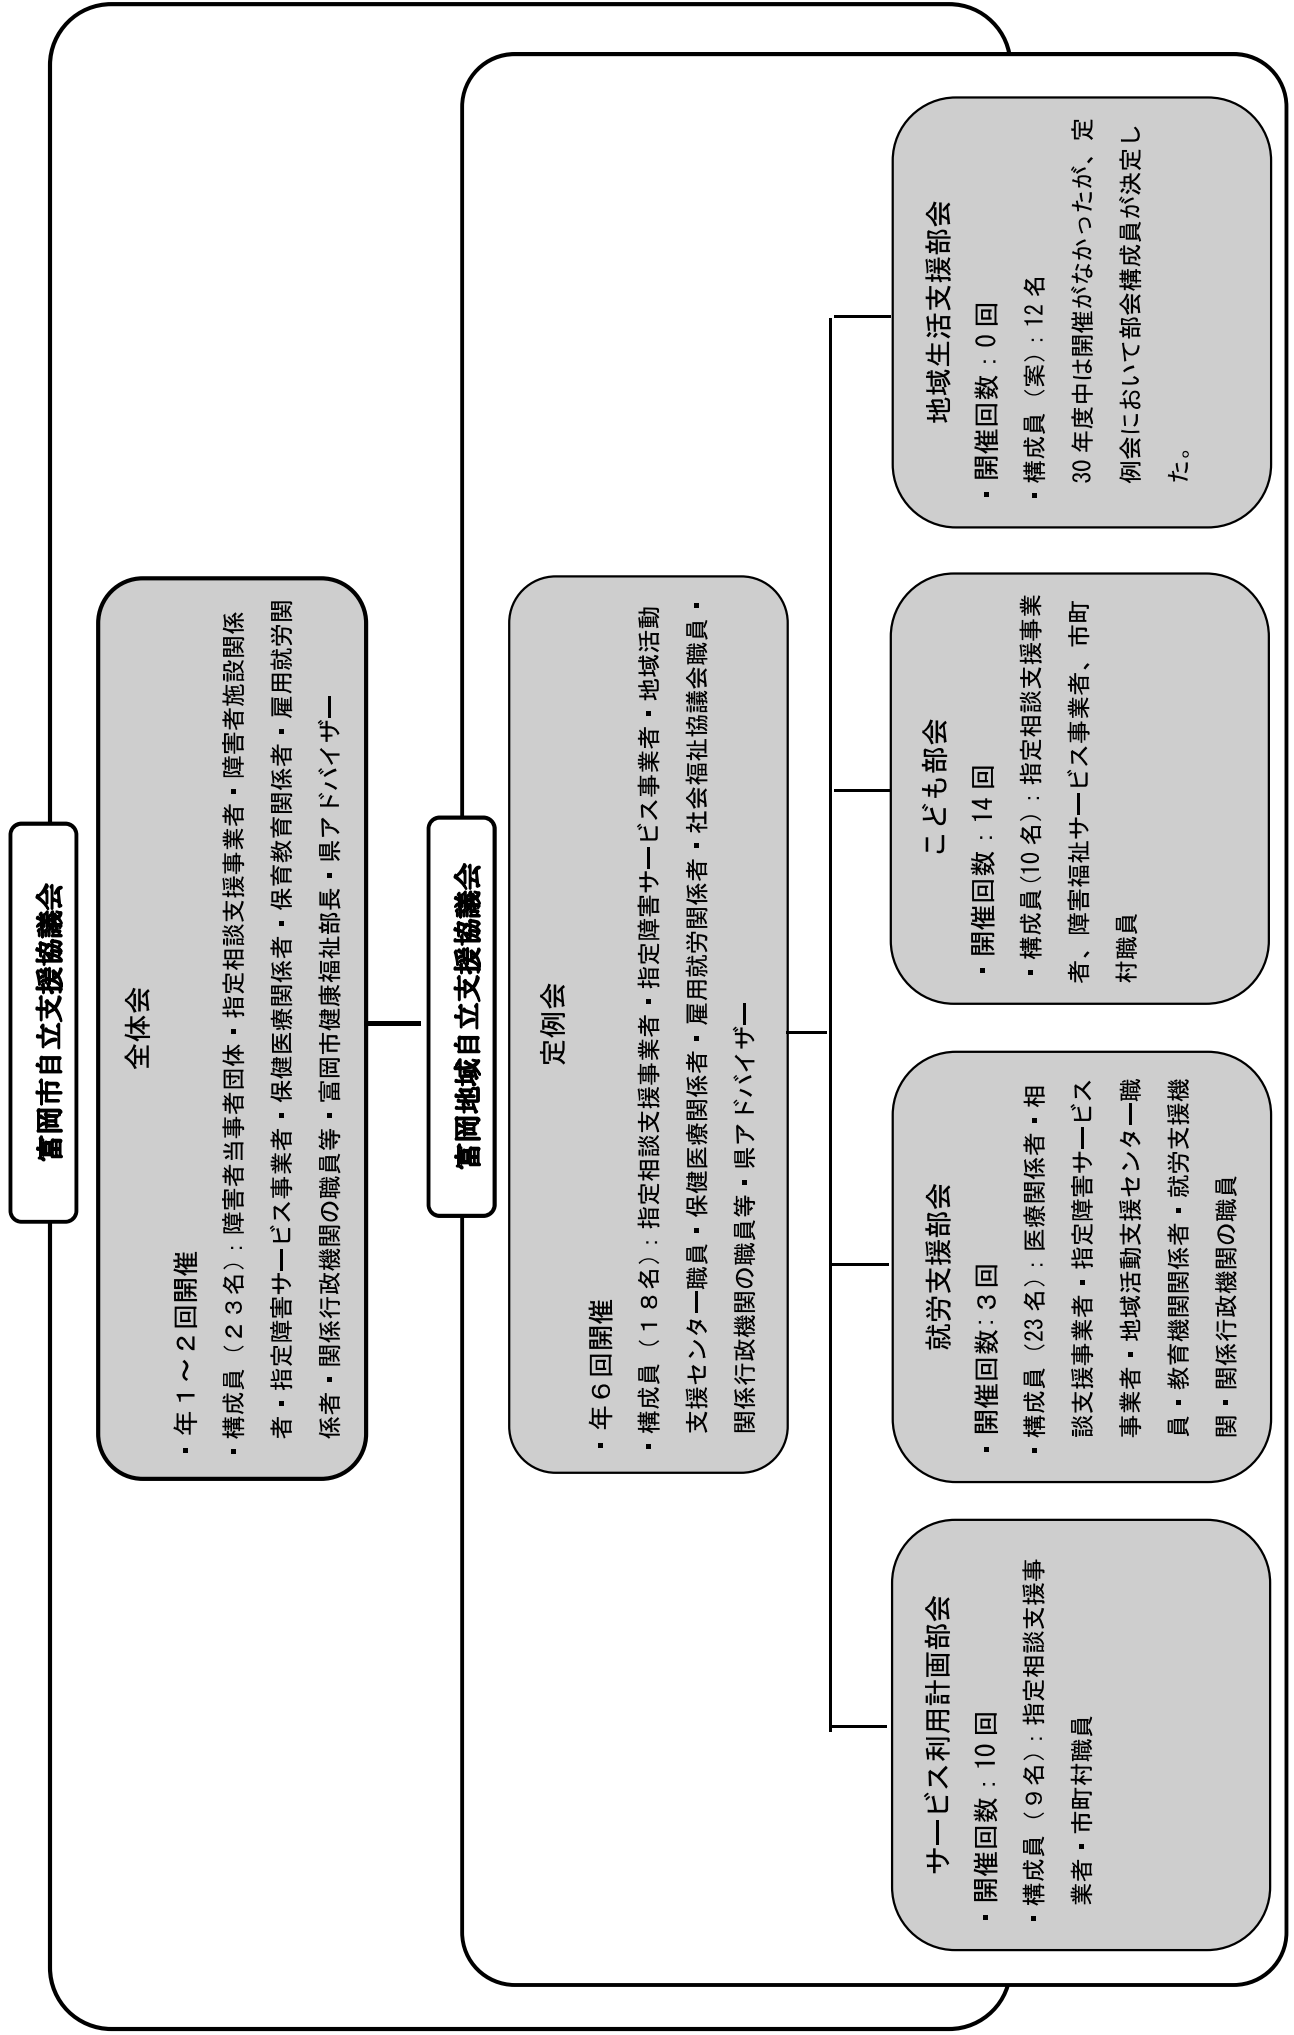 富岡市自立支援協議会
全体会
・年１～２回開催
・構成員（２３名）：障害者当事者団体・指定相談支援事業者・障害者施設関係
者・指定障害サービス事業者・保健医療関係者・保育教育関係者・雇用就労関
係者・関係行政機関の職員等・富岡市健康福祉部長・県アドバイザー
富岡地域自立支援協議会
定例会
・年６回開催
・構成員（１８名）：指定相談支援事業者・指定障害サービス事業者・地域活動
支援センター職員・保健医療関係者・雇用就労関係者・社会福祉協議会職員・
関係行政機関の職員等・県アドバイザー
サービス利用計画部会
・開催回数：10 回
・構成員（９名）：指定相談支援事
業者・市町村職員
就労支援部会
・開催回数：３回
・構成員（23 名）：医療関係者・相
談支援事業者・指定障害サービス
事業者・地域活動支援センター職
員・教育機関関係者・就労支援機
関・関係行政機関の職員
こども部会
・開催回数：14 回
・構成員(10 名）：指定相談支援事業
者、障害福祉サービス事業者、市町
村職員
地域生活支援部会
・開催回数：０回
・構成員（案）：12 名
30 年度中は開催がなかったが、定
例会において部会構成員が決定し
た。